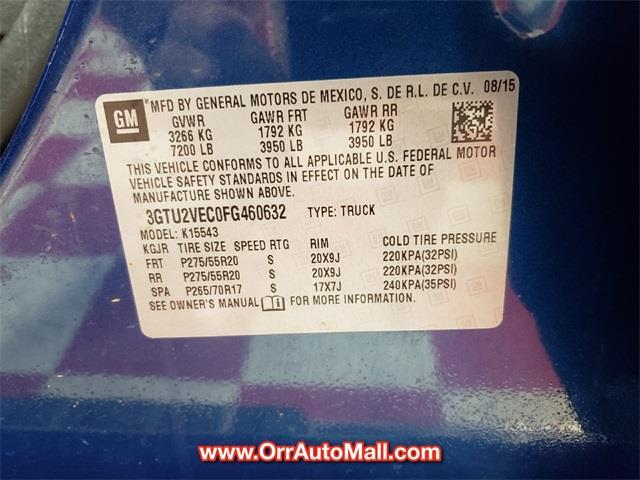 GM
MFD BY GENERAL MOTORS DE MEXICO, S. DE R.L. DE C.V. 08/15
GVWR GAWR FRT GAWR RR
3266 KG 1792 KG 1792 KG
7200 LB 3950 LB 3950 LB
THIS VEHICLE CONFORMS TO ALL APPLICABLE U.S. FEDERAL MOTOR
VEHICLE SAFETY STANDARDS IN EFFECT ON THE DATE OF
MANUFACTURE SHOWN ABOVE.
3GTU2VEC0FG460632 TYPE: TRUCK
MODEL: K15543
KGJR TIRE SIZE SPEED RTG RIM COLD TIRE PRESSURE
FRT P275/55R20 S 20X9J 220KPA(32PSI)
RR P275/55R20 S 20X9J 220KPA(32PSI)
SPA P265/70R17 S 17X7J 240KPA(35PSI)
SEE OWNER'S MANUAL FOR MORE INFORMATION
www.OrrAutoMall.com